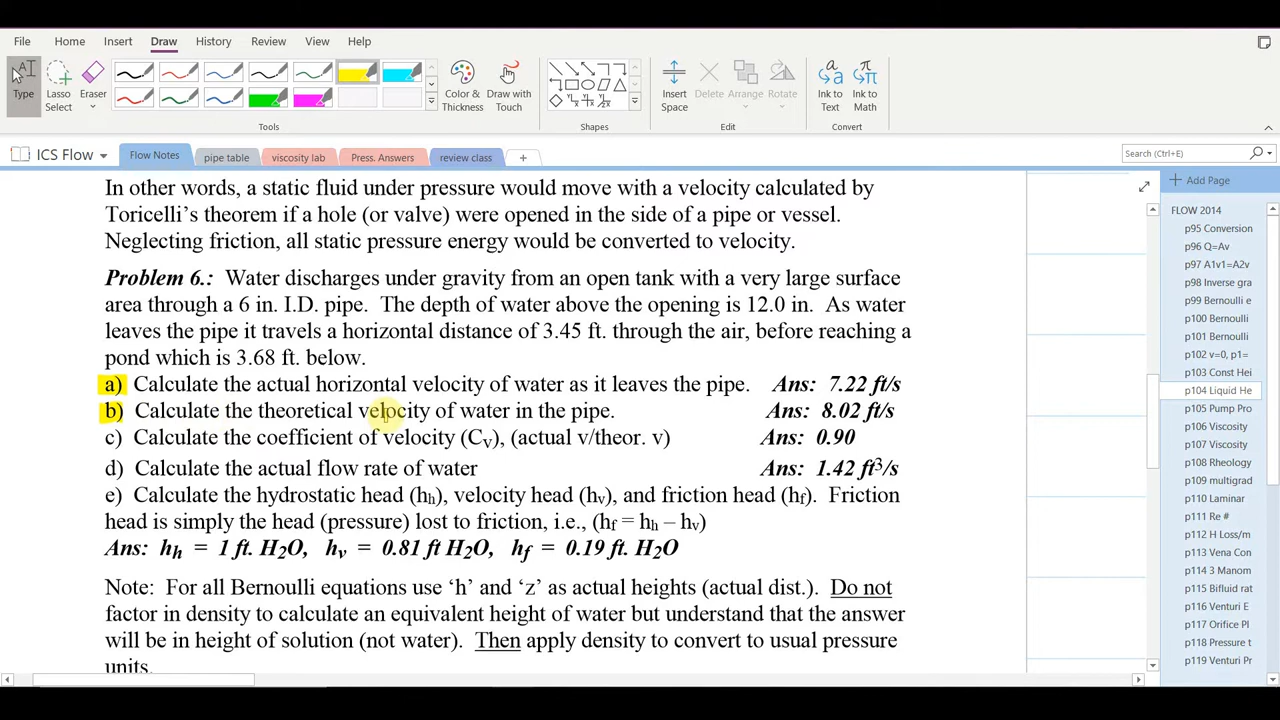 File Home Insert Draw History Review View Help
Type Lasso Select Eraser Color & Thickness Draw with Touch Insert Space Delete Arrange Rotate Ink to Text Ink to Math
Tools Shapes Edit Convert
ICS Flow Flow Notes pipe table viscosity lab Press. Answers review class + Search (Ctrl+E)
In other words, a static fluid under pressure would move with a velocity calculated by
Toricelli's theorem if a hole (or valve) were opened in the side of a pipe or vessel.
Neglecting friction, all static pressure energy would be converted to velocity.
Problem 6.: Water discharges under gravity from an open tank with a very large surface
area through a 6 in. I.D. pipe. The depth of water above the opening is 12.0 in. As water
leaves the pipe it travels a horizontal distance of 3.45 ft. through the air, before reaching a
pond which is 3.68 ft. below.
a) Calculate the actual horizontal velocity of water as it leaves the pipe. Ans: 7.22 ft/s
b) Calculate the theoretical velocity of water in the pipe. Ans: 8.02 ft/s
c) Calculate the coefficient of velocity (Cv), (actual v/theor. v) Ans: 0.90
d) Calculate the actual flow rate of water Ans: 1.42 ft3/s
e) Calculate the hydrostatic head (hh), velocity head (hv), and friction head (hf). Friction
head is simply the head (pressure) lost to friction, i.e., (hf = hh – hv)
Ans: hh = 1 ft. H2O, hv = 0.81 ft H2O, hf = 0.19 ft. H2O
Note: For all Bernoulli equations use 'h' and 'z' as actual heights (actual dist.). Do not
factor in density to calculate an equivalent height of water but understand that the answer
will be in height of solution (not water). Then apply density to convert to usual pressure
units.
Add Page
FLOW 2014
p95 Conversion
p96 Q=Av
p97 A1v1=A2v
p98 Inverse gra
p99 Bernoulli e
p100 Bernoulli
p101 Bernoulli
p102 v=0, p1=
p103 Const Hei
p104 Liquid He
p105 Pump Pro
p106 Viscosity
p107 Viscosity
p108 Rheology
p109 multigrad
p110 Laminar
p111 Re #
p112 H Loss/m
p113 Vena Con
p114 3 Manom
p115 Bifluid rat
p116 Venturi E
p117 Orifice Pl
p118 Pressure t
p119 Venturi Pr